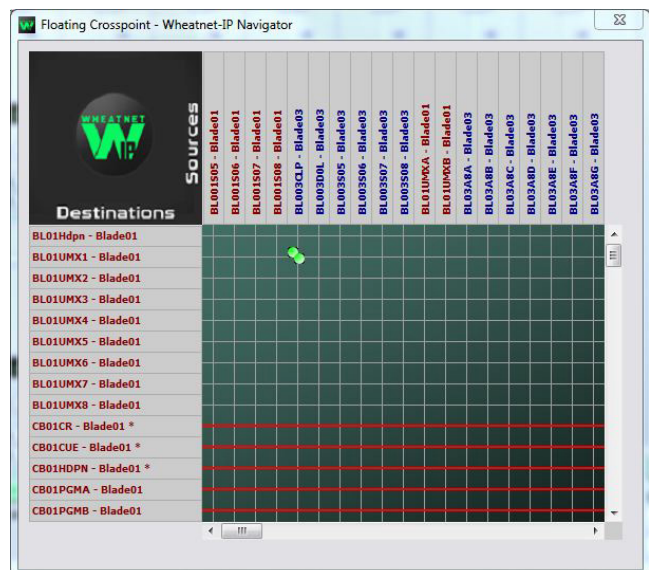 Floating Crosspoint - Wheatnet-IP Navigator
WHEATNET
W
IP
Sources
Destinations
BL001S05 - Blade01
BL001S06 - Blade01
BL001S07 - Blade01
BL001S08 - Blade01
BL003CLP - Blade03
BL003D0L - Blade03
BL003S05 - Blade03
BL003S06 - Blade03
BL003S07 - Blade03
BL003S08 - Blade03
BL01UMXA - Blade01
BL01UMXB - Blade01
BL03A8A - Blade03
BL03A8B - Blade03
BL03A8C - Blade03
BL03A8D - Blade03
BL03A8E - Blade03
BL03A8F - Blade03
BL03A8G - Blade03
BL01Hdpn - Blade01
BL01UMX1 - Blade01
BL01UMX2 - Blade01
BL01UMX3 - Blade01
BL01UMX4 - Blade01
BL01UMX5 - Blade01
BL01UMX6 - Blade01
BL01UMX7 - Blade01
BL01UMX8 - Blade01
CB01CR - Blade01 *
CB01CUE - Blade01 *
CB01HDPN - Blade01 *
CB01PGMA - Blade01
CB01PGMB - Blade01